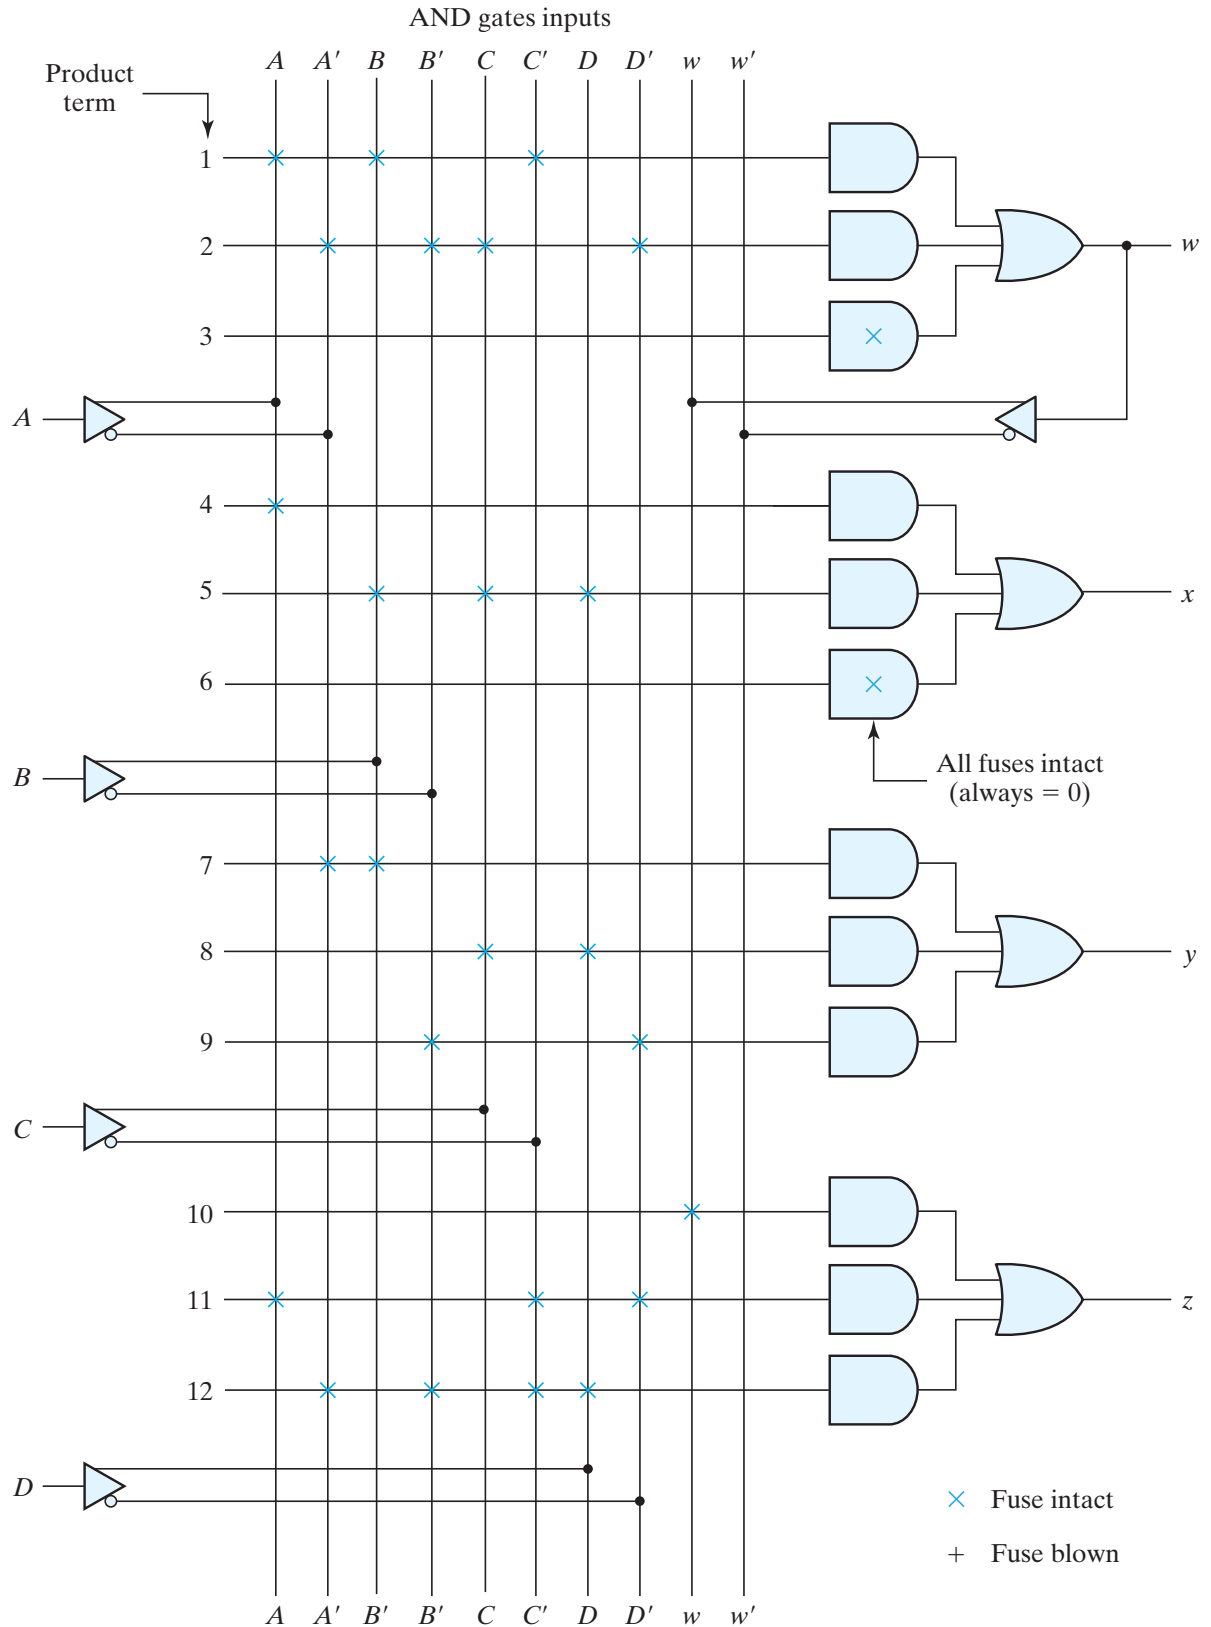 AND gates inputs
A A′ B B′ C C′ D D′ w w′
Product
term
1
2
w
3
A
4
5
x
6
B
All fuses intact
(always = 0)
7
8
y
9
C
10
11
z
12
D
× Fuse intact
+ Fuse blown
A A′ B′ B′ C C′ D D′ w w′